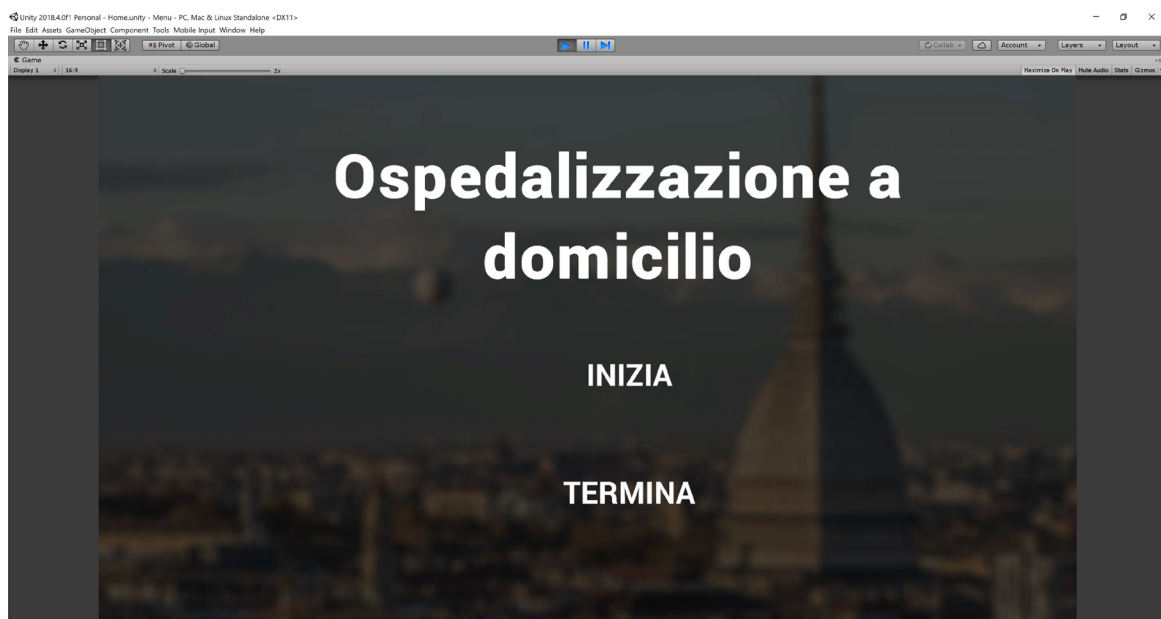 Unity 2018.4.0f1 Personal - Home.unity - Menu - PC, Mac & Linux Standalone <DX11>
File Edit Assets GameObject Component Tools Mobile Input Window Help
Pivot Global Collab Account Layers Layout
Game
Display 1 16:9 Scale 2x Maximize On Play Mute Audio Stats Gizmos
Ospedalizzazione a
domicilio
INIZIA
TERMINA